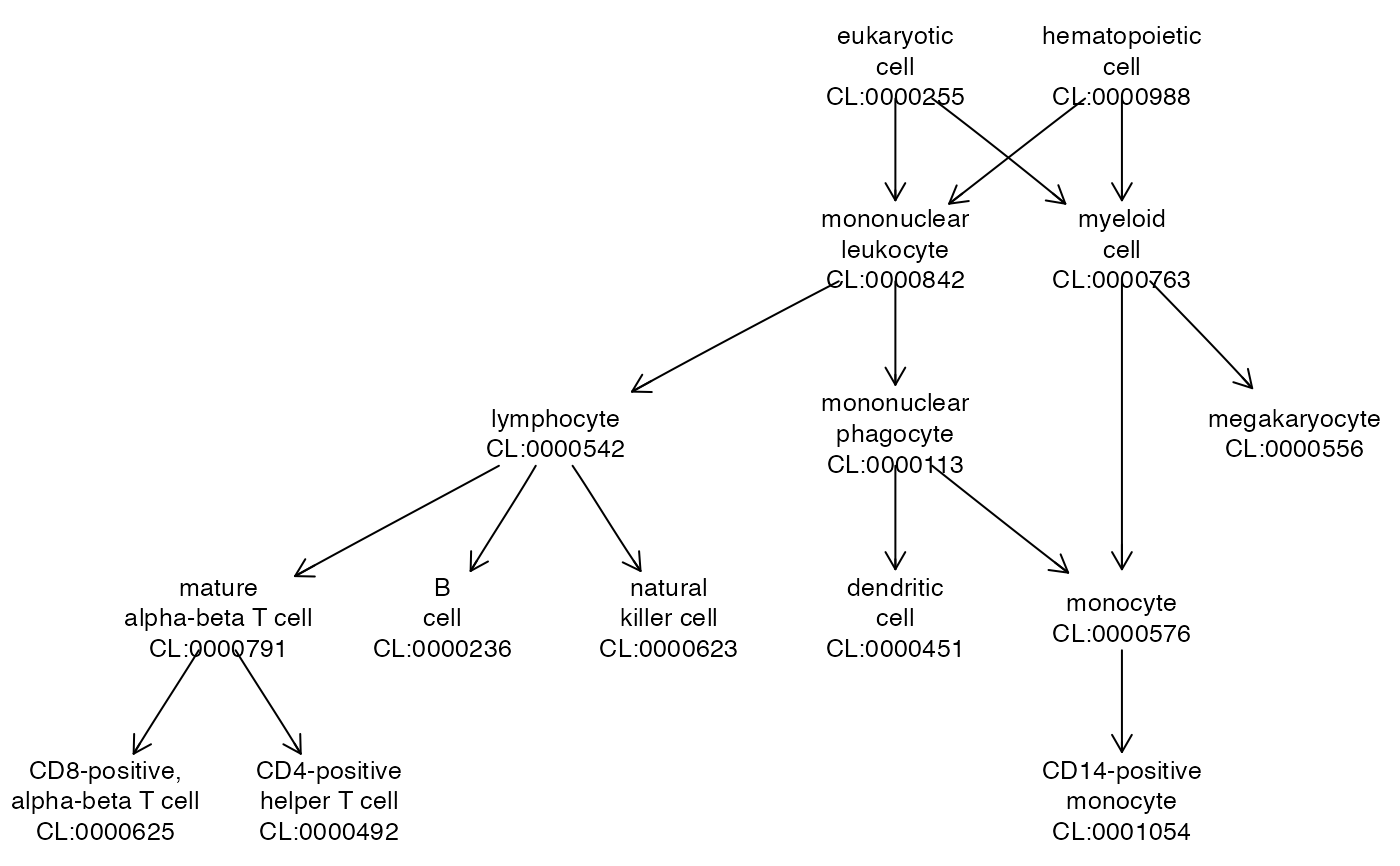 eukaryotic
cell
CL:0000255
hematopoietic
cell
CL:0000988
mononuclear
leukocyte
CL:0000842
myeloid
cell
CL:0000763
lymphocyte
CL:0000542
mononuclear
phagocyte
CL:0000113
megakaryocyte
CL:0000556
mature
alpha-beta T cell
CL:0000791
B
cell
CL:0000236
natural
killer cell
CL:0000623
dendritic
cell
CL:0000451
monocyte
CL:0000576
CD8-positive,
alpha-beta T cell
CL:0000625
CD4-positive
helper T cell
CL:0000492
CD14-positive
monocyte
CL:0001054